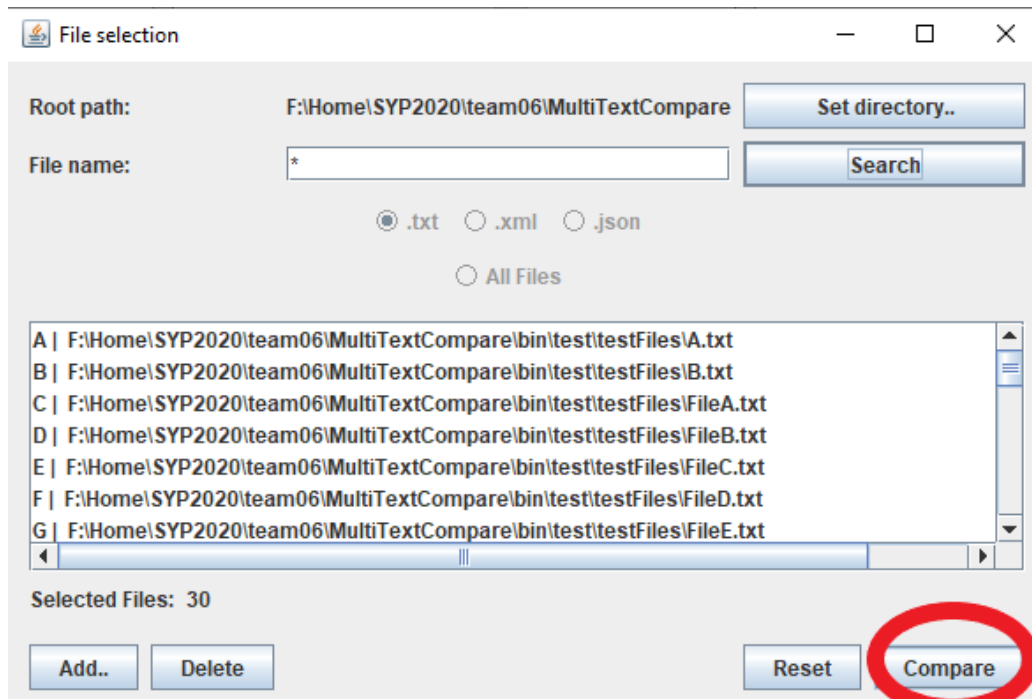 File selection
Root path: F:\Home\SYP2020\team06\MultiTextCompare Set directory..
File name: * Search
.txt .xml .json
All Files
A | F:\Home\SYP2020\team06\MultiTextCompare\bin\test\testFiles\A.txt
B | F:\Home\SYP2020\team06\MultiTextCompare\bin\test\testFiles\B.txt
C | F:\Home\SYP2020\team06\MultiTextCompare\bin\test\testFiles\FileA.txt
D | F:\Home\SYP2020\team06\MultiTextCompare\bin\test\testFiles\FileB.txt
E | F:\Home\SYP2020\team06\MultiTextCompare\bin\test\testFiles\FileC.txt
F | F:\Home\SYP2020\team06\MultiTextCompare\bin\test\testFiles\FileD.txt
G | F:\Home\SYP2020\team06\MultiTextCompare\bin\test\testFiles\FileE.txt
Selected Files: 30
Add.. Delete Reset Compare